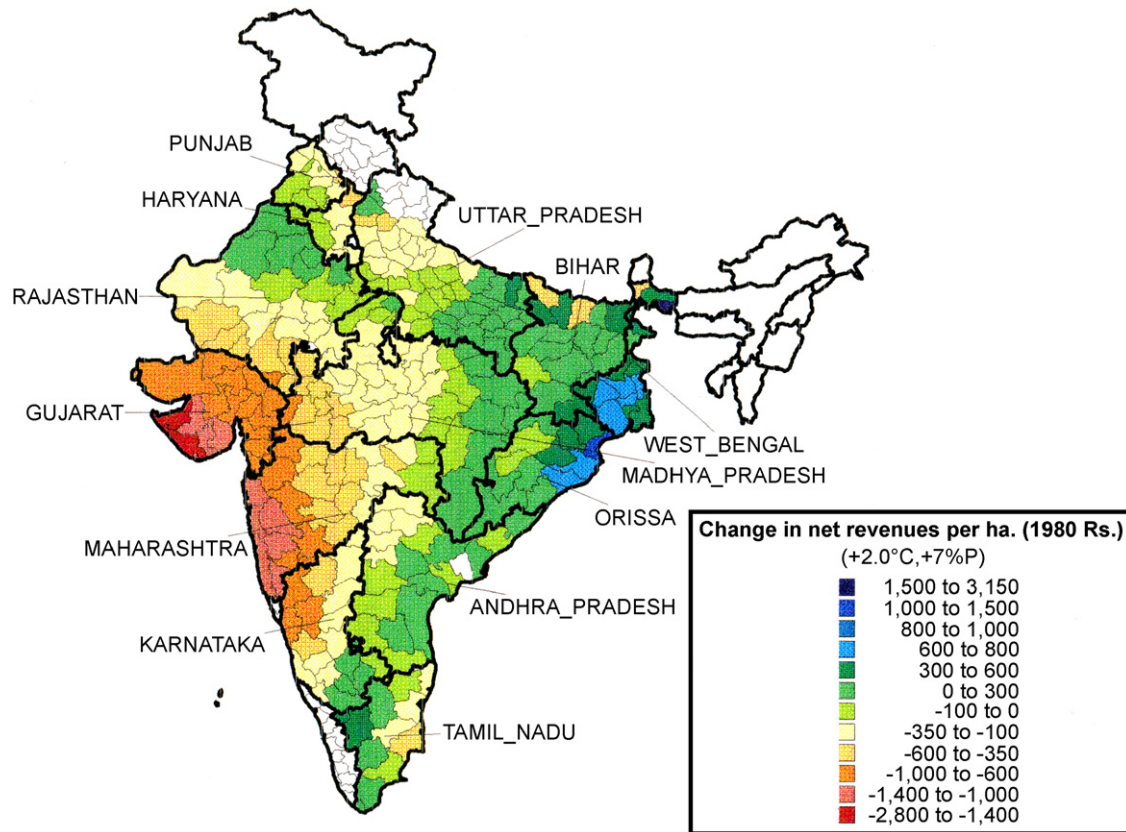 PUNJAB
HARYANA
UTTAR_PRADESH
BIHAR
RAJASTHAN
GUJARAT
WEST_BENGAL
MADHYA_PRADESH
ORISSA
MAHARASHTRA
ANDHRA_PRADESH
KARNATAKA
TAMIL_NADU
Change in net revenues per ha. (1980 Rs.)
(+2.0°C,+7%P)
1,500 to 3,150
1,000 to 1,500
800 to 1,000
600 to 800
300 to 600
0 to 300
-100 to 0
-350 to -100
-600 to -350
-1,000 to -600
-1,400 to -1,000
-2,800 to -1,400